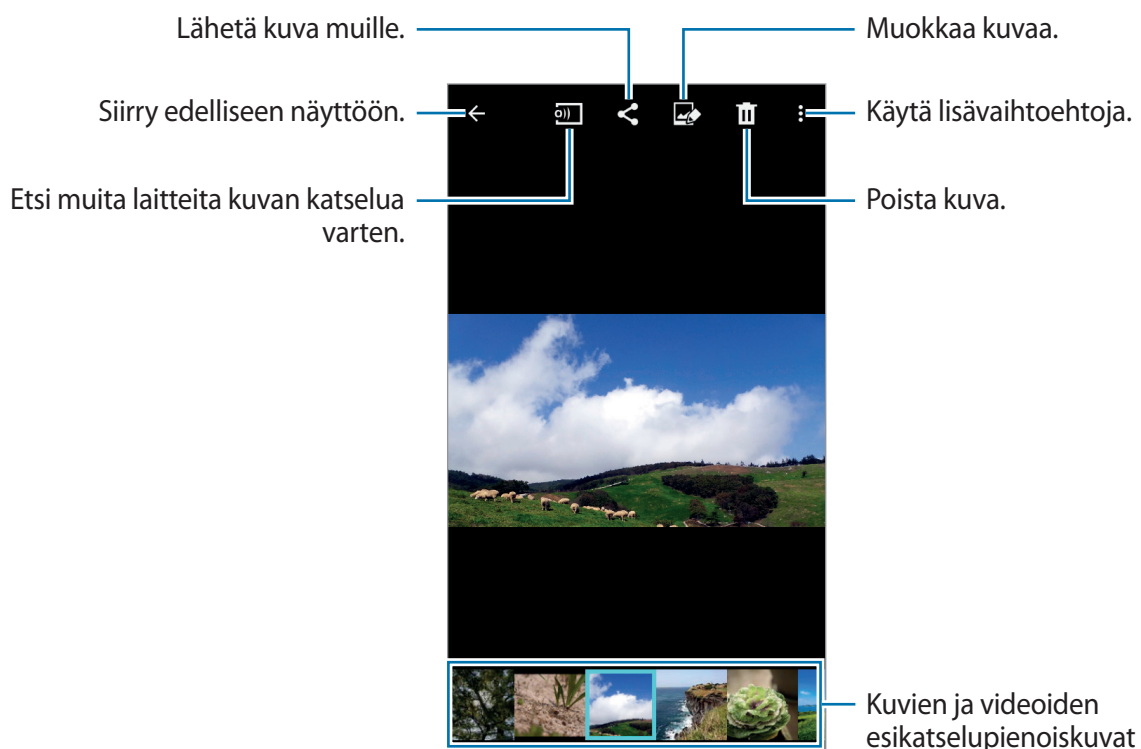 Lähetä kuva muille.
Muokkaa kuvaa.
Siirry edelliseen näyttöön.
Käytä lisävaihtoehtoja.
Etsi muita laitteita kuvan katselua
varten.
Poista kuva.
Kuvien ja videoiden
esikatselupienoiskuvat